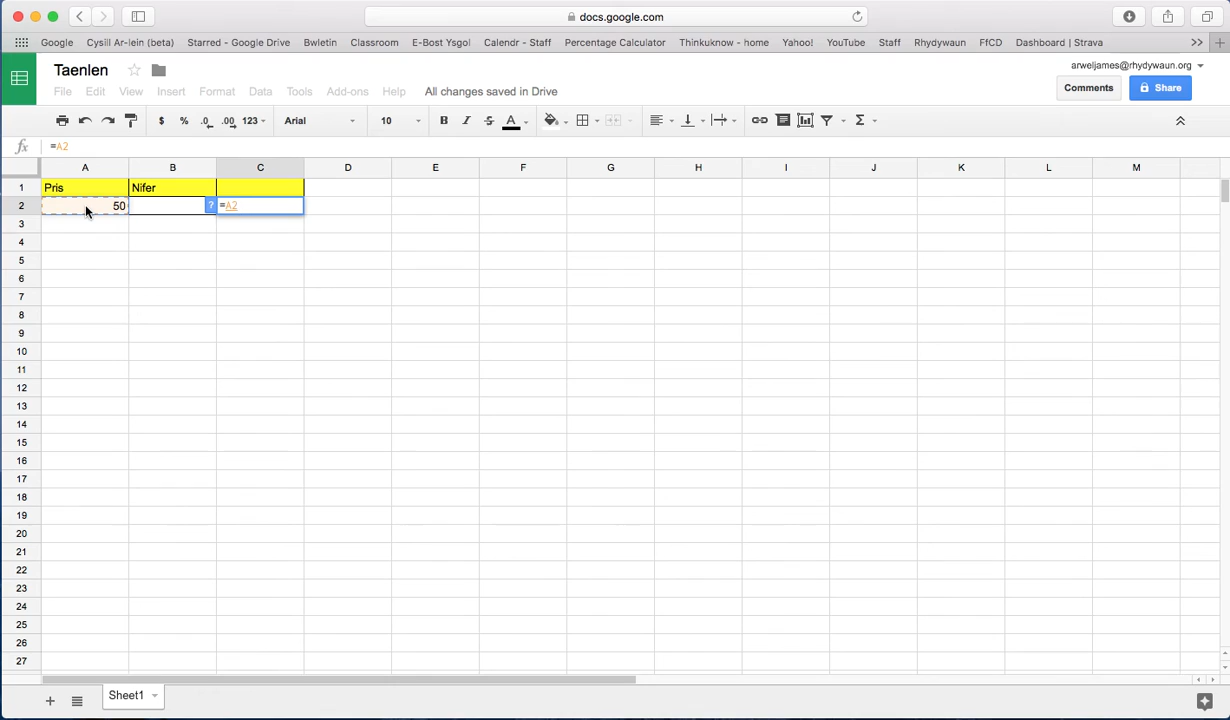 docs.google.com
Google Cysill Ar-lein (beta) Starred - Google Drive Bwletin Classroom E-Bost Ysgol Calendr - Staff Percentage Calculator Thinkuknow - home Yahoo! YouTube Staff Rhydywaun FfCD Dashboard | Strava >> +
Taenlen
arweljames@rhydywaun.org
File Edit View Insert Format Data Tools Add-ons Help All changes saved in Drive
Comments Share
$ % .0 .00 123 Arial 10 B I S A Σ
fx =A2
A B C D E F G H I J K L M
1 Pris Nifer
2 50 ? =A2
3
4
5
6
7
8
9
10
11
12
13
14
15
16
17
18
19
20
21
22
23
24
25
26
27
+ Sheet1